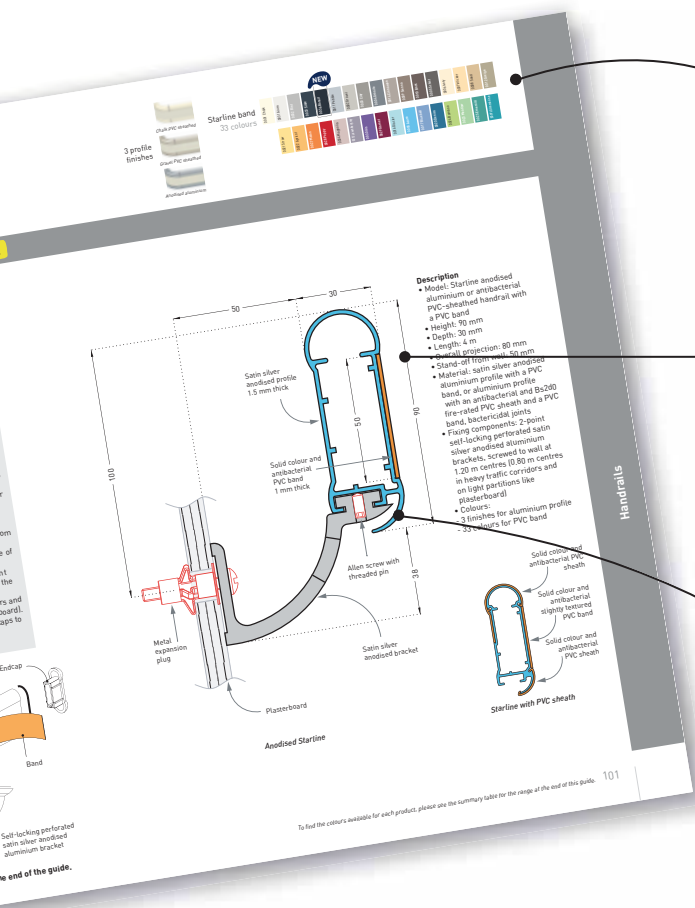 NEW
Starline band
33 colours
3 profile
finishes
Anodised aluminium
Description
• Model: Starline anodised
aluminium or antibacterial
PVC-sheathed handrail with
a PVC band
• Height: 90 mm
• Depth: 30 mm
• Length: 4 m
• Overall projection: 80 mm
• Stand-off from wall: 50 mm
• Material: satin silver anodised
aluminium profile with a PVC
band, or aluminium profile
with an antibacterial and Bs2d0
fire-rated PVC sheath and a PVC
band, bactericidal joints
• Fixing components: 2-point
self-locking perforated satin
silver anodised aluminium
brackets, screwed to wall at
1.20 m centres (0.80 m centres
in heavy traffic corridors and
on light partitions like
plasterboard)
• Colours:
- 3 finishes for aluminium profile
- 33 colours for PVC band
Handrails
50
30
100
50
90
38
Satin silver
anodised profile
1.5 mm thick
Solid colour and
antibacterial
PVC band
1 mm thick
Allen screw with
threaded pin
Metal
expansion
plug
Satin silver
anodised bracket
Plasterboard
Anodised Starline
Solid colour and
antibacterial PVC
sheath
Solid colour and
antibacterial
slightly textured
PVC band
Solid colour and
antibacterial
PVC sheath
Starline with PVC sheath
r
om
e of
nt
the
rs and
board).
aps to
Endcap
Band
Self-locking perforated
satin silver anodised
aluminium bracket
e end of the guide.
To find the colours available for each product, please see the summary table for the range at the end of this guide.
101